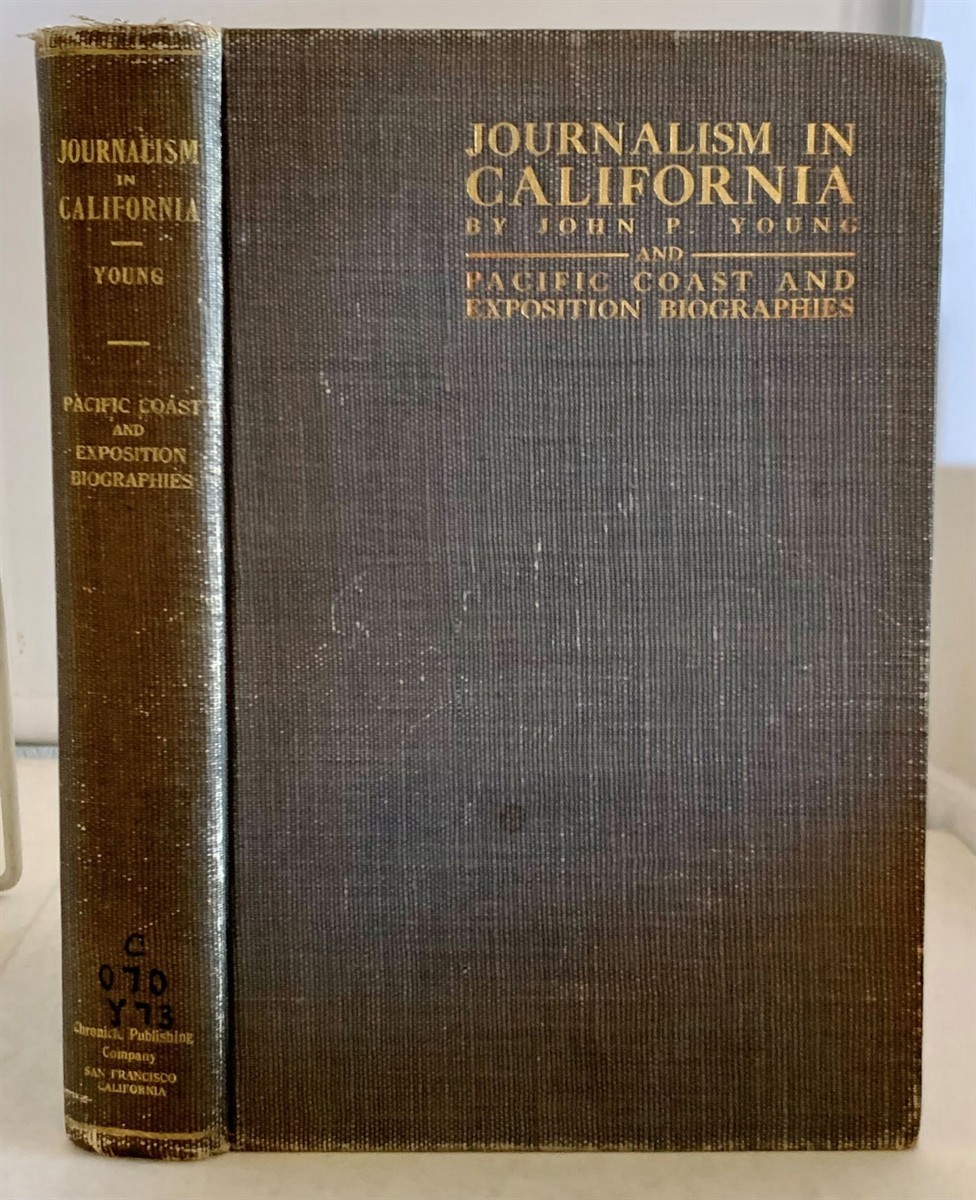 JOURNALISM
IN
CALIFORNIA
YOUNG
PACIFIC COAST
AND
EXPOSITION
BIOGRAPHIES
C
070
Y73
Chronicle Publishing
Company
SAN FRANCISCO
CALIFORNIA
JOURNALISM IN
CALIFORNIA
BY JOHN P. YOUNG
AND
PACIFIC COAST AND
EXPOSITION BIOGRAPHIES